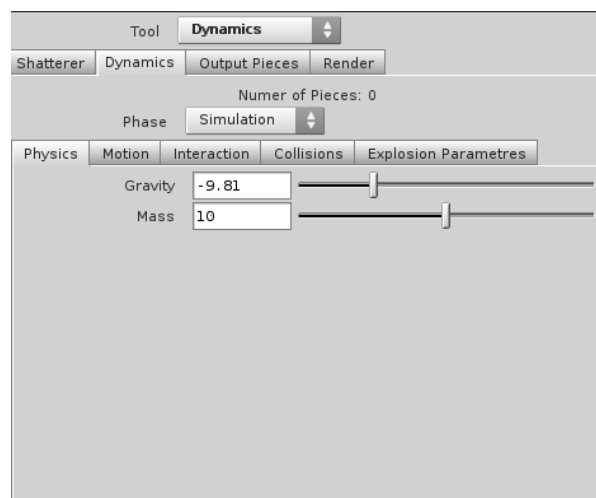 Tool Dynamics
Shatterer Dynamics Output Pieces Render
Numer of Pieces: 0
Phase Simulation
Physics Motion Interaction Collisions Explosion Parametres
Gravity -9.81
Mass 10